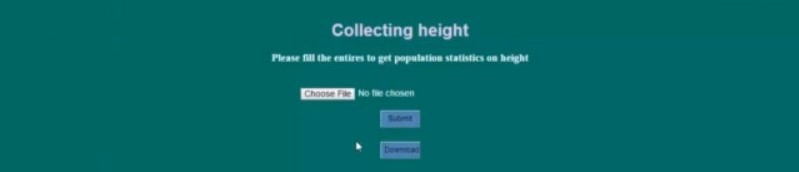 Collecting height
Please fill the entires to get population statistics on height
Choose File No file chosen
Submit
Download